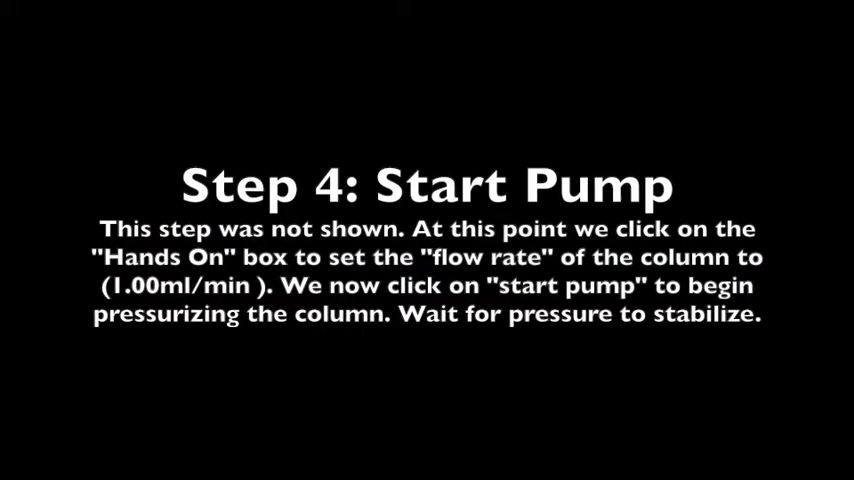 Step 4: Start Pump
This step was not shown. At this point we click on the
"Hands On" box to set the "flow rate" of the column to
(1.00ml/min ). We now click on "start pump" to begin
pressurizing the column. Wait for pressure to stabilize.